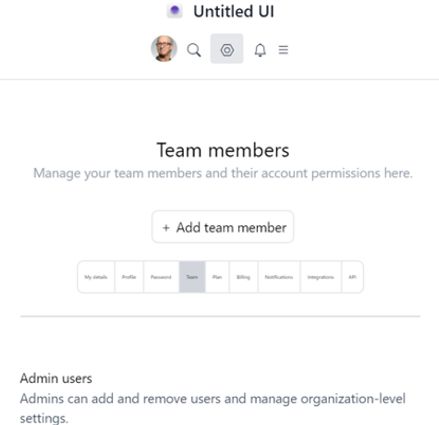 Untitled UI
Team members
Manage your team members and their account permissions here.
+ Add team member
My details Profile Password Team Plan Billing Notifications Integrations API
Admin users
Admins can add and remove users and manage organization-level
settings.